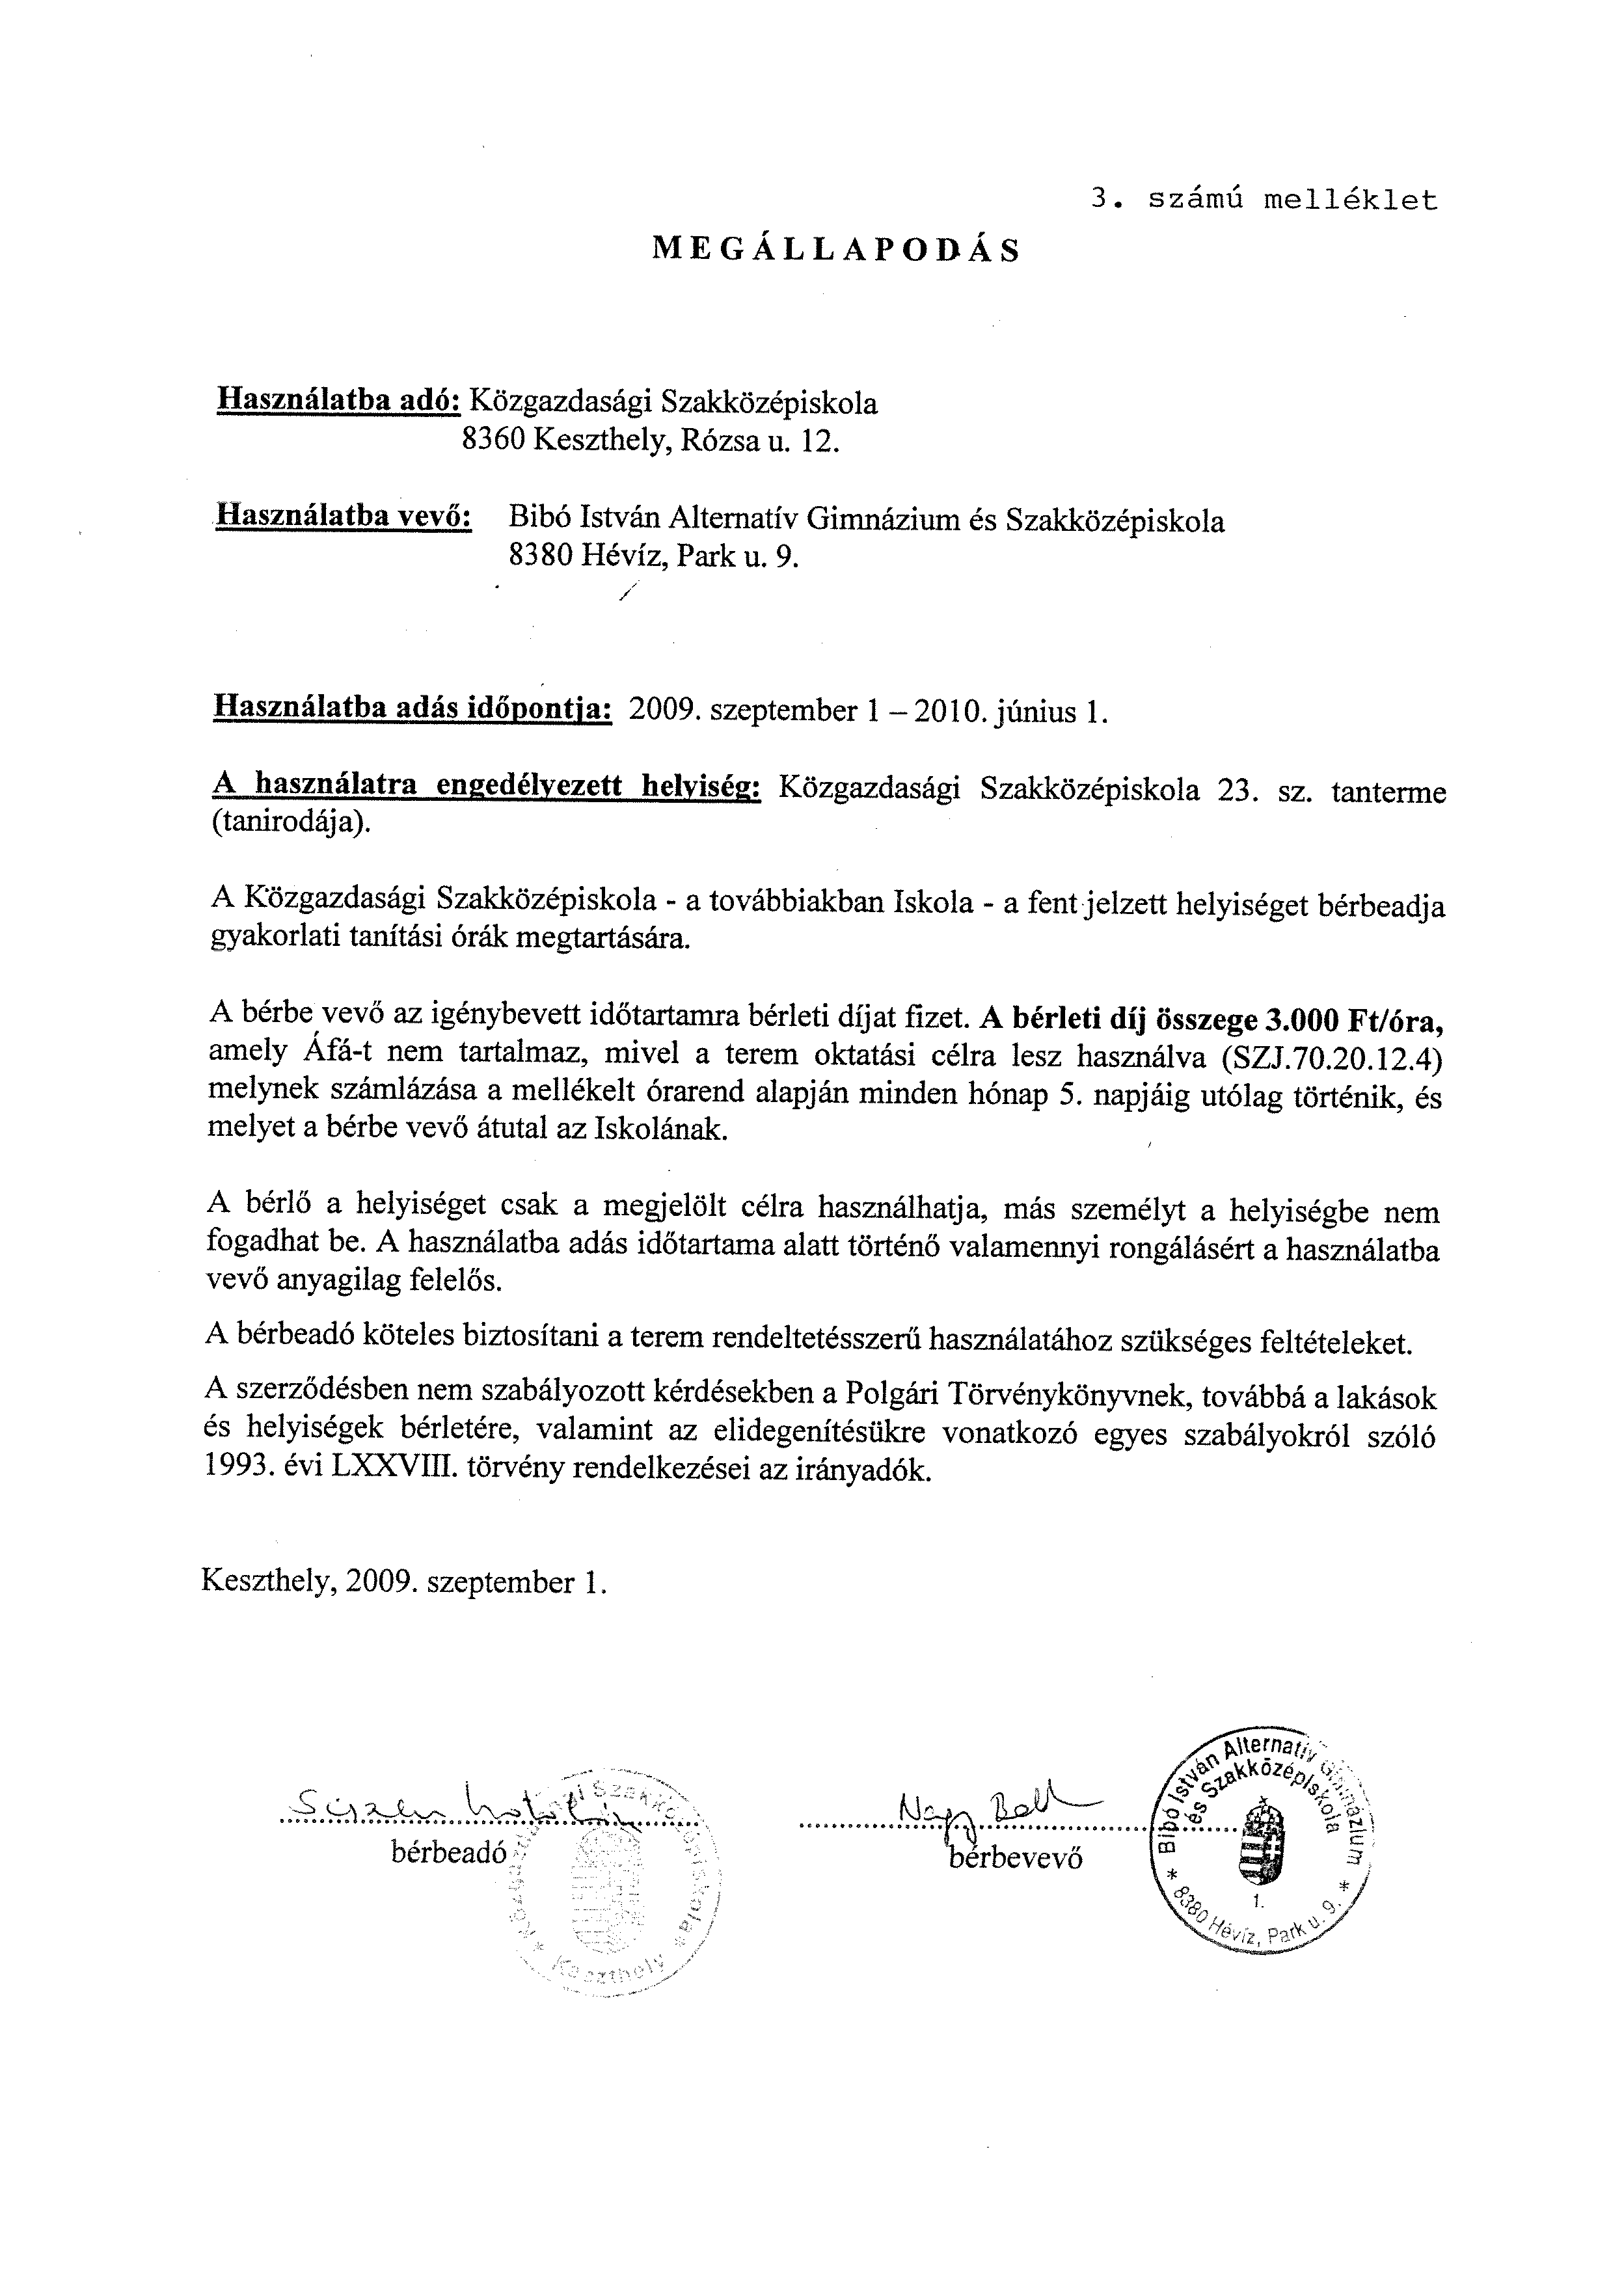 3. számú melléklet
MEGÁLLAPODÁS
Használatba adó: Közgazdasági Szakközépiskola
8360 Keszthely, Rózsa u. 12.
Használatba vevő: Bibó István Alternatív Gimnázium és Szakközépiskola
8380 Hévíz, Park u. 9.
Használatba adás időpontja: 2009. szeptember 1 – 2010. június 1.
A használatra engedélyezett helyiség: Közgazdasági Szakközépiskola 23. sz. tanterme
(tanirodája).
A Közgazdasági Szakközépiskola - a továbbiakban Iskola - a fent jelzett helyiséget bérbeadja
gyakorlati tanítási órák megtartására.
A bérbe vevő az igénybevett időtartamra bérleti díjat fizet. A bérleti díj összege 3.000 Ft/óra,
amely Áfá-t nem tartalmaz, mivel a terem oktatási célra lesz használva (SZJ.70.20.12.4)
melynek számlázása a mellékelt órarend alapján minden hónap 5. napjáig utólag történik, és
melyet a bérbe vevő átutal az Iskolának.
A bérlő a helyiséget csak a megjelölt célra használhatja, más személyt a helyiségbe nem
fogadhat be. A használatba adás időtartama alatt történő valamennyi rongálásért a használatba
vevő anyagilag felelős.
A bérbeadó köteles biztosítani a terem rendeltetésszerű használatához szükséges feltételeket.
A szerződésben nem szabályozott kérdésekben a Polgári Törvénykönyvnek, továbbá a lakások
és helyiségek bérletére, valamint az elidegenítésükre vonatkozó egyes szabályokról szóló
1993. évi LXXVIII. törvény rendelkezései az irányadók.
Keszthely, 2009. szeptember 1.
Nagy
bérbeadó
bérbevevő
Közgazdasági Szakközépiskola
* Keszthely *
Bibó István Alternatív Gimnázium
és Szakközépiskola
1.
* 8380 Hévíz, Park u. 9. *